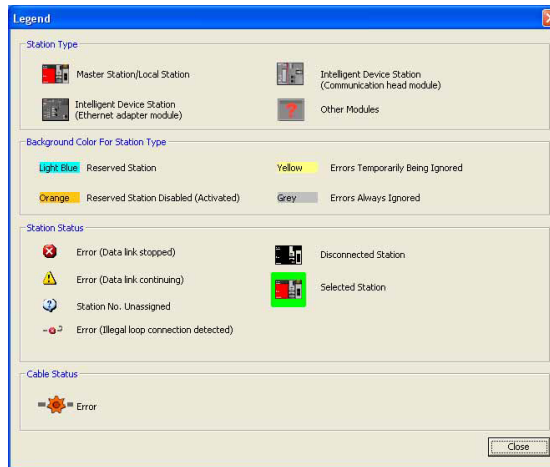 Legend
Station Type
Master Station/Local Station
Intelligent Device Station
(Communication head module)
Intelligent Device Station
(Ethernet adapter module)
Other Modules
Background Color For Station Type
Light Blue Reserved Station
Yellow Errors Temporarily Being Ignored
Orange Reserved Station Disabled (Activated)
Grey Errors Always Ignored
Station Status
Error (Data link stopped)
Disconnected Station
Error (Data link continuing)
Selected Station
Station No. Unassigned
Error (Illegal loop connection detected)
Cable Status
Error
Close